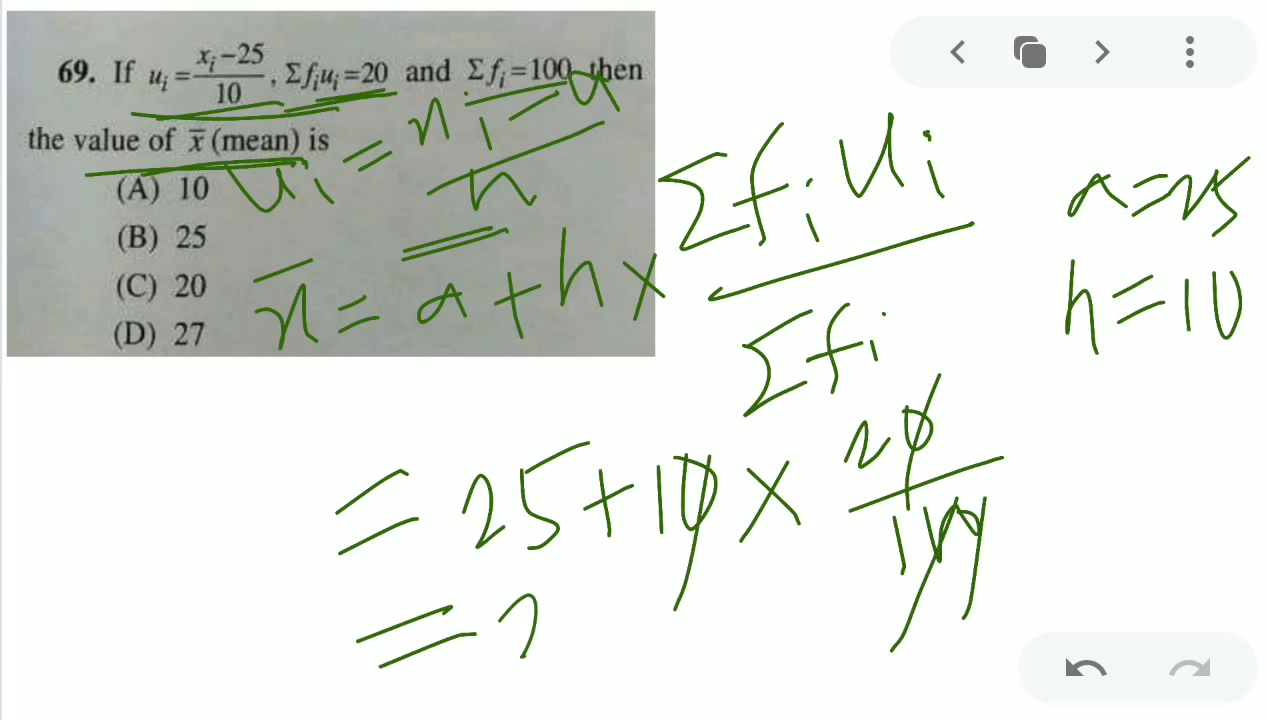 69. If uᵢ = (xᵢ − 25)/10, Σfᵢuᵢ = 20 and Σfᵢ = 100, then
the value of x̄ (mean) is
(A) 10
(B) 25
(C) 20
(D) 27
uᵢ = (xᵢ − a)/h
x̄ = a + h × Σfᵢuᵢ/Σfᵢ
a = 25
h = 10
= 25 + 10 × 20/100
= 2